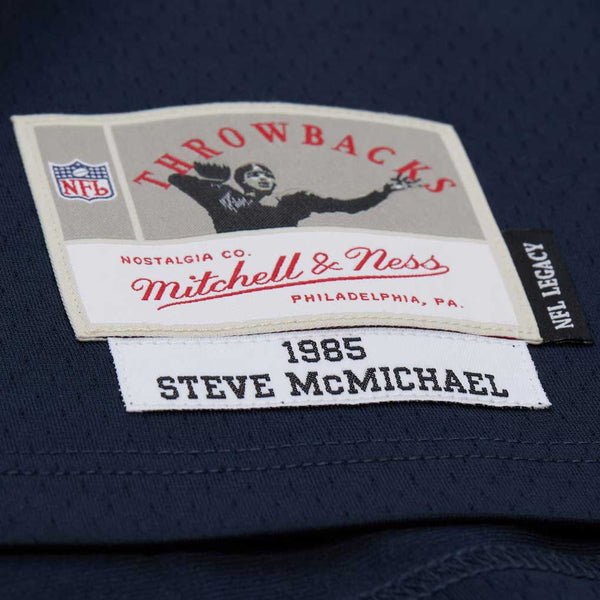 THROWBACKS
NFL
NOSTALGIA CO.
Mitchell & Ness
PHILADELPHIA, PA.
NFL LEGACY
1985
STEVE McMICHAEL